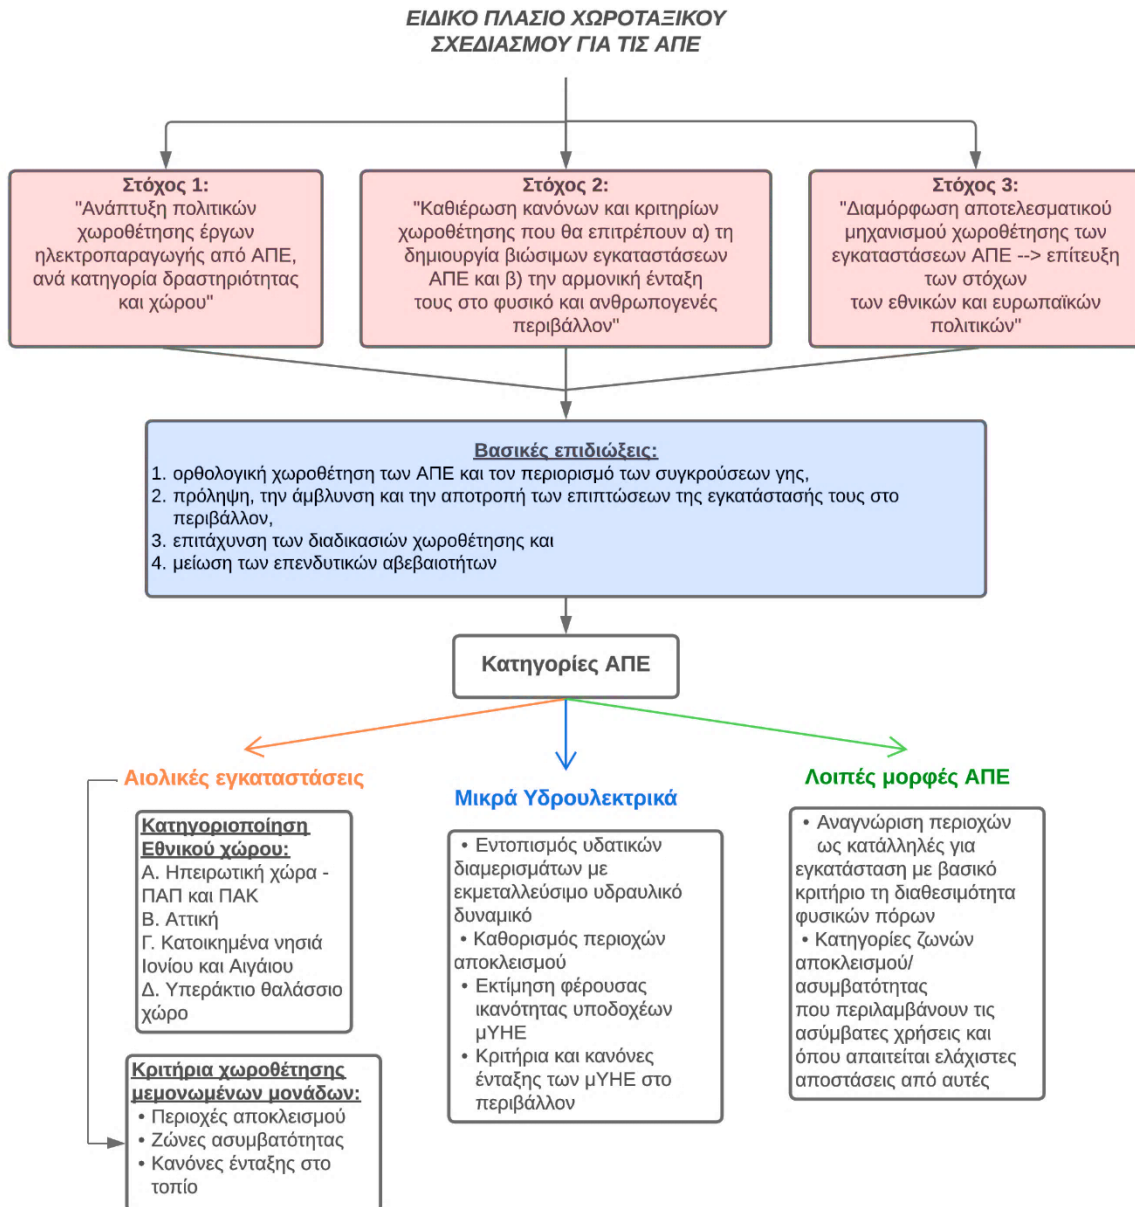 ΕΙΔΙΚΟ ΠΛΑΣΙΟ ΧΩΡΟΤΑΞΙΚΟΥ
ΣΧΕΔΙΑΣΜΟΥ ΓΙΑ ΤΙΣ ΑΠΕ
Στόχος 1:
"Ανάπτυξη πολιτικών
χωροθέτησης έργων
ηλεκτροπαραγωγής από ΑΠΕ,
ανά κατηγορία δραστηριότητας
και χώρου"
Στόχος 2:
"Καθιέρωση κανόνων και κριτηρίων
χωροθέτησης που θα επιτρέπουν α) τη
δημιουργία βιώσιμων εγκαταστάσεων
ΑΠΕ και β) την αρμονική ένταξη
τους στο φυσικό και ανθρωπογενές
περιβάλλον"
Στόχος 3:
"Διαμόρφωση αποτελεσματικού
μηχανισμού χωροθέτησης των
εγκαταστάσεων ΑΠΕ --> επίτευξη
των στόχων
των εθνικών και ευρωπαϊκών
πολιτικών"
Βασικές επιδιώξεις:
1. ορθολογική χωροθέτηση των ΑΠΕ και τον περιορισμό των συγκρούσεων γης,
2. πρόληψη, την άμβλυνση και την αποτροπή των επιπτώσεων της εγκατάστασής τους στο
περιβάλλον,
3. επιτάχυνση των διαδικασιών χωροθέτησης και
4. μείωση των επενδυτικών αβεβαιοτήτων
Κατηγορίες ΑΠΕ
Αιολικές εγκαταστάσεις
Κατηγοριοποίηση
Εθνικού χώρου:
Α. Ηπειρωτική χώρα -
ΠΑΠ και ΠΑΚ
Β. Αττική
Γ. Κατοικημένα νησιά
Ιονίου και Αιγάιου
Δ. Υπεράκτιο θαλάσσιο
χώρο
Κριτήρια χωροθέτησης
μεμονωμένων μονάδων:
• Περιοχές αποκλεισμού
• Ζώνες ασυμβατότητας
• Κανόνες ένταξης στο
τοπίο
Μικρά Υδρουλεκτρικά
• Εντοπισμός υδατικών
διαμερισμάτων με
εκμεταλλεύσιμο υδραυλικό
δυναμικό
• Καθορισμός περιοχών
αποκλεισμού
• Εκτίμηση φέρουσας
ικανότητας υποδοχέων
μΥΗΕ
• Κριτήρια και κανόνες
ένταξης των μΥΗΕ στο
περιβάλλον
Λοιπές μορφές ΑΠΕ
• Αναγνώριση περιοχών
ως κατάλληλές για
εγκατάσταση με βασικό
κριτήριο τη διαθεσιμότητα
φυσικών πόρων
• Κατηγορίες ζωνών
αποκλεισμού/
ασυμβατότητας
που περιλαμβάνουν τις
ασύμβατες χρήσεις και
όπου απαιτείται ελάχιστες
αποστάσεις από αυτές